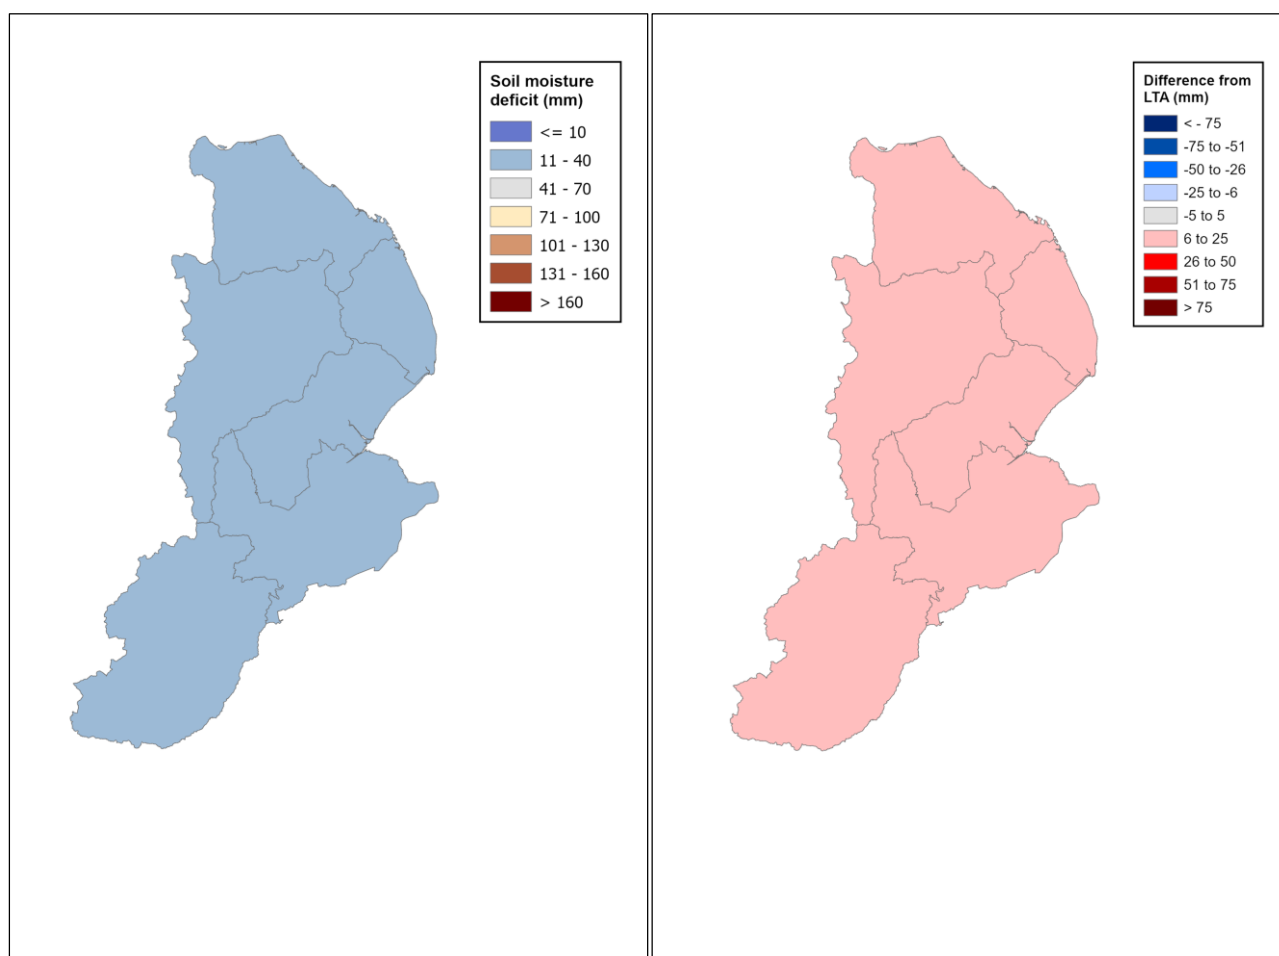 Soil moisture
deficit (mm)
<= 10
11 - 40
41 - 70
71 - 100
101 - 130
131 - 160
> 160
Difference from
LTA (mm)
< - 75
-75 to -51
-50 to -26
-25 to -6
-5 to 5
6 to 25
26 to 50
51 to 75
> 75